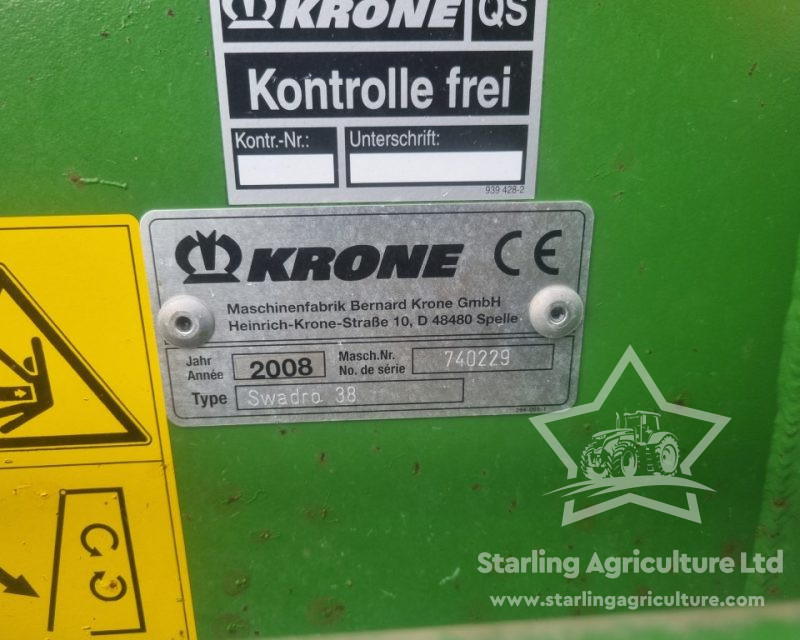 KRONE QS
Kontrolle frei
Kontr.-Nr.: Unterschrift:
939 428-2
KRONE CE
Maschinenfabrik Bernard Krone GmbH
Heinrich-Krone-Straße 10, D 48480 Spelle
Jahr
Année
2008
Masch.Nr.
No. de série
740229
Type Swadro 38
Starling Agriculture Ltd
www.starlingagriculture.com